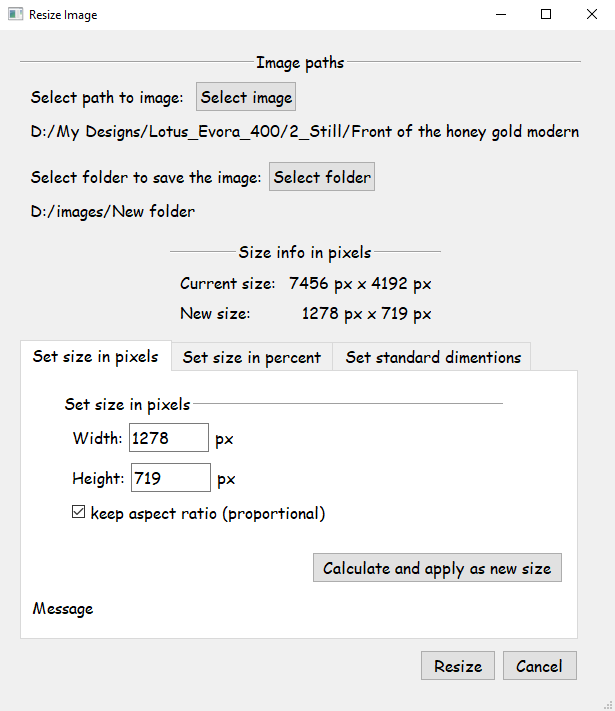 Resize Image
Image paths
Select path to image: Select image
D:/My Designs/Lotus_Evora_400/2_Still/Front of the honey gold modern
Select folder to save the image: Select folder
D:/images/New folder
Size info in pixels
Current size: 7456 px x 4192 px
New size: 1278 px x 719 px
Set size in pixels Set size in percent Set standard dimentions
Set size in pixels
Width: 1278 px
Height: 719 px
keep aspect ratio (proportional)
Calculate and apply as new size
Message
Resize Cancel